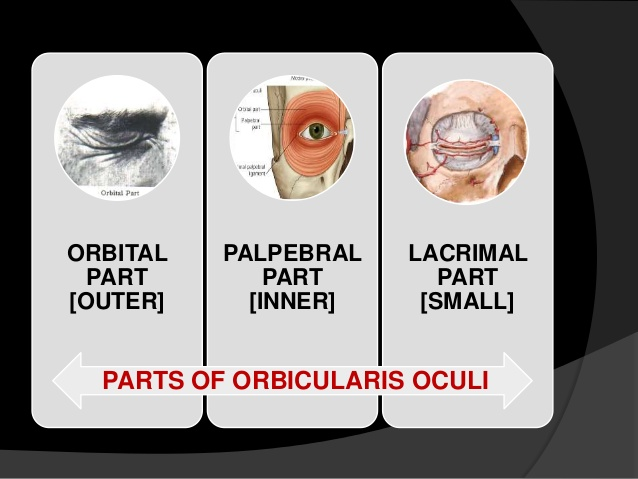 Orbital Part
Orbital part
Palpebral
part
ligament
ORBITAL
PART
[OUTER]
PALPEBRAL
PART
[INNER]
LACRIMAL
PART
[SMALL]
PARTS OF ORBICULARIS OCULI